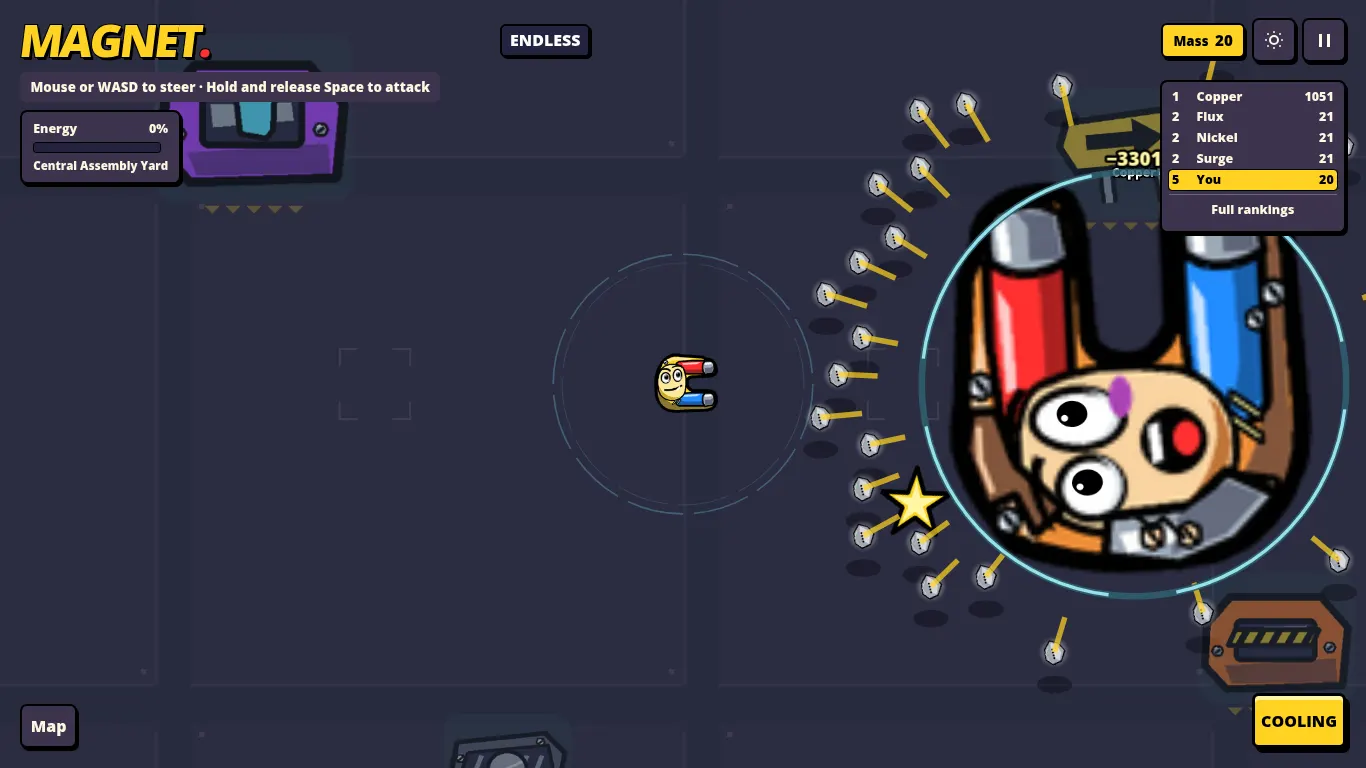 MAGNET.
ENDLESS
Mass 20
Mouse or WASD to steer · Hold and release Space to attack
Energy 0%
Central Assembly Yard
1 Copper 1051
2 Flux 21
2 Nickel 21
2 Surge 21
5 You 20
Full rankings
−3301
Copper
Map
COOLING